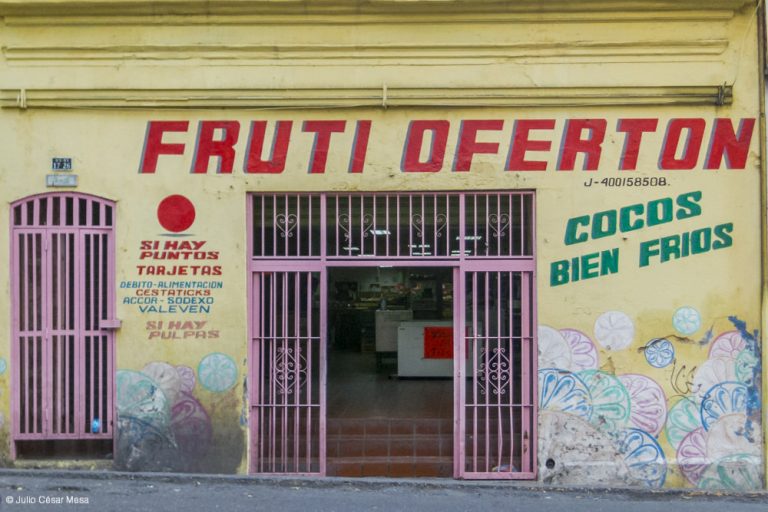 FRUTI OFERTON
J-400158508.
COCOS
BIEN FRIOS
SI HAY
PUNTOS
TARJETAS
DEBITO-ALIMENTACION
CESTATICKS
ACCOR-SODEXO
VALEVEN
SI HAY
PULPAS
© Julio César Mesa